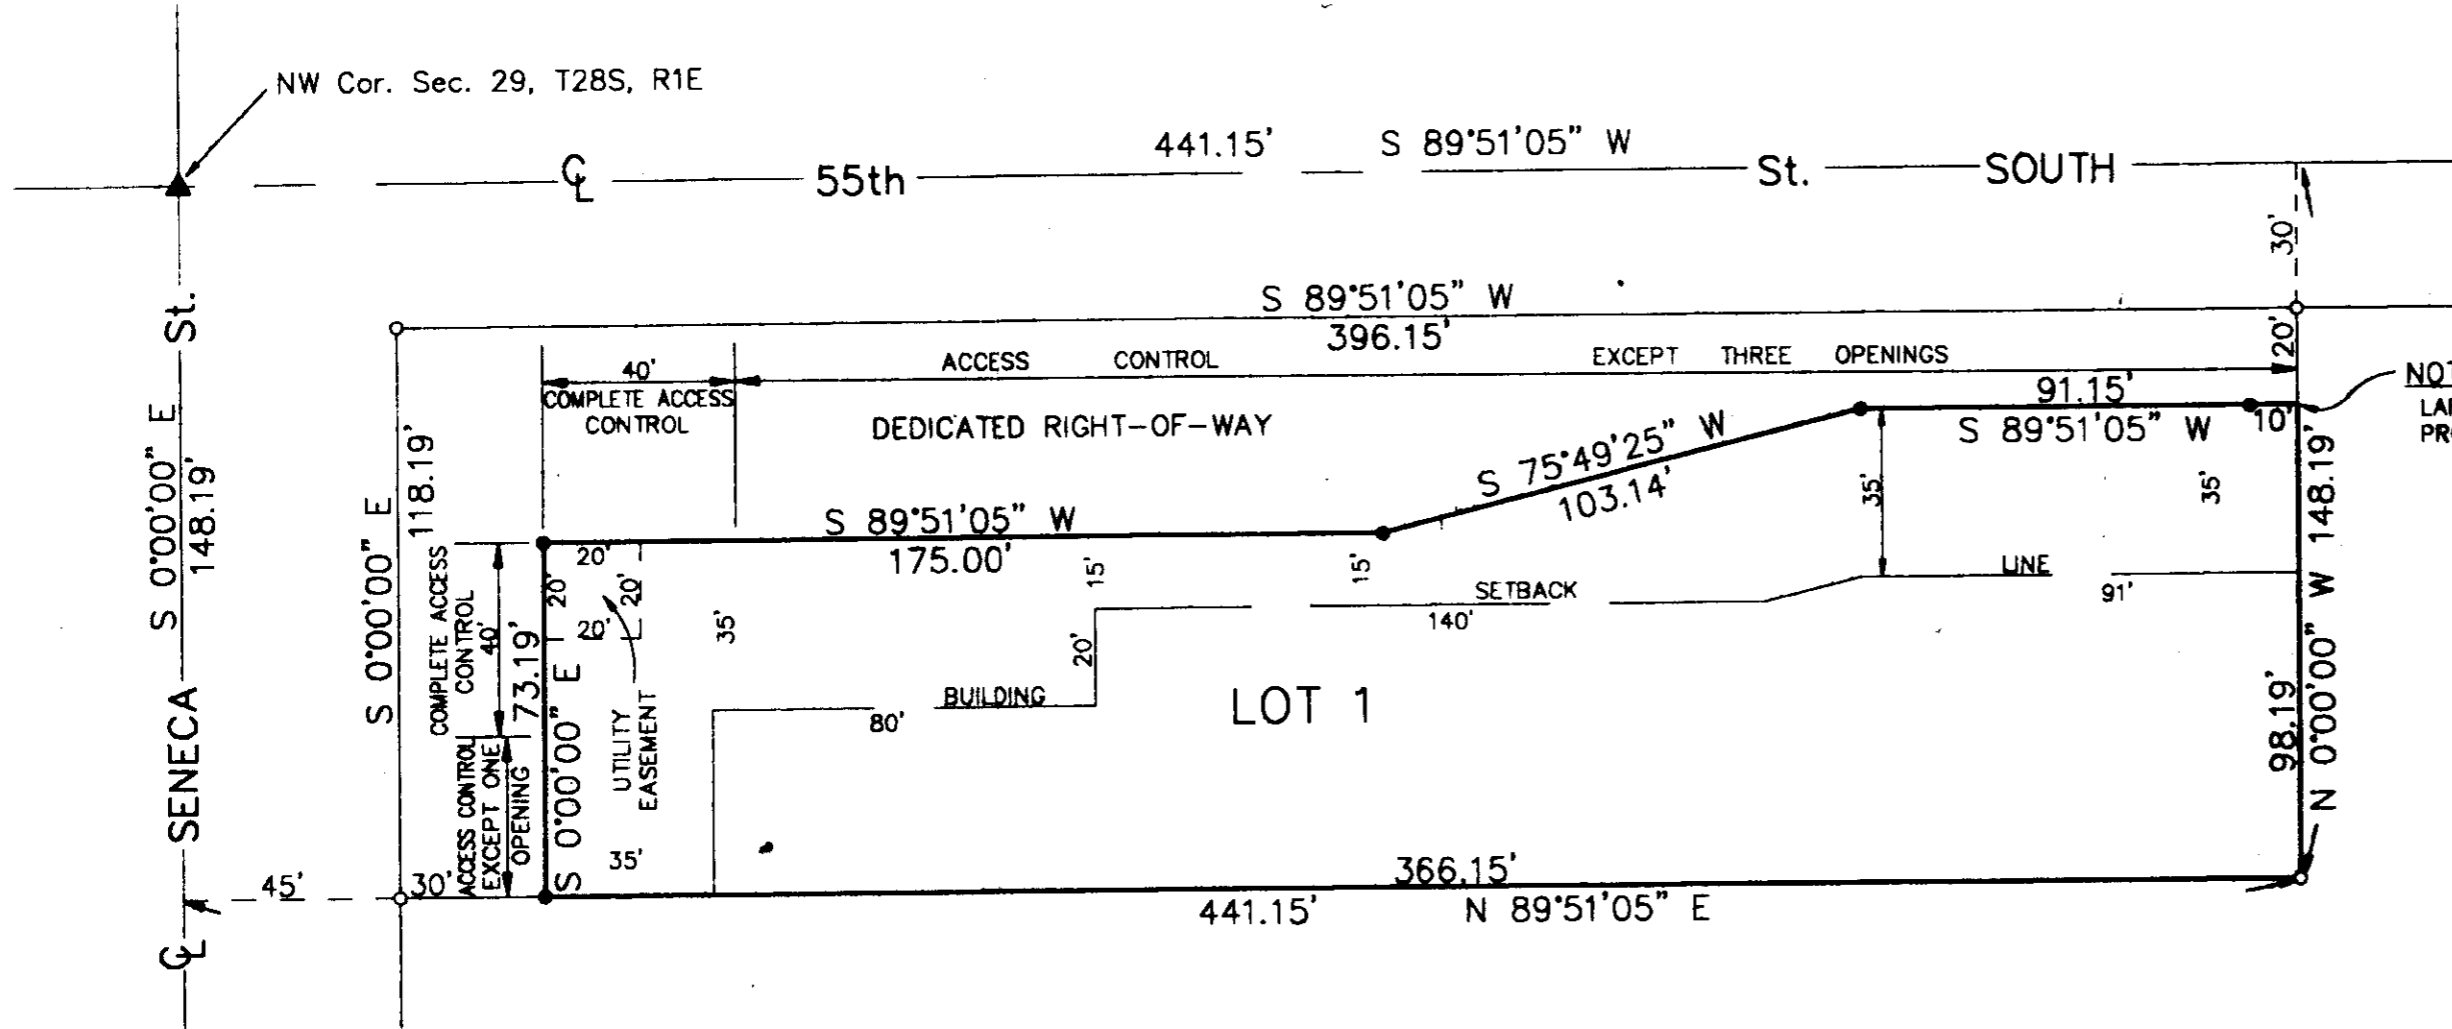 NW Cor. Sec. 29, T28S, R1E
441.15' S 89°51'05" W
℄ 55th St. SOUTH
30'
S 89°51'05" W
396.15'
20'
40' ACCESS CONTROL EXCEPT THREE OPENINGS
COMPLETE ACCESS
CONTROL
DEDICATED RIGHT-OF-WAY
91.15'
S 89°51'05" W
10'
S 75°49'25" W
103.14'
35'
35'
S 89°51'05" W
175.00'
15'
15'
SETBACK
LINE
140'
91'
20'
20'
20'
20'
35'
20'
BUILDING
80'
LOT 1
UTILITY
EASEMENT
35'
℄ SENECA St.
S 0°00'00" E
148.19'
S 0°00'00" E
118.19'
COMPLETE ACCESS
CONTROL
40'
73.19'
S 0°00'00" E
ACCESS CONTROL
EXCEPT ONE
OPENING
N 0°00'00" W 148.19'
98.19'
45'
30'
366.15'
441.15' N 89°51'05" E